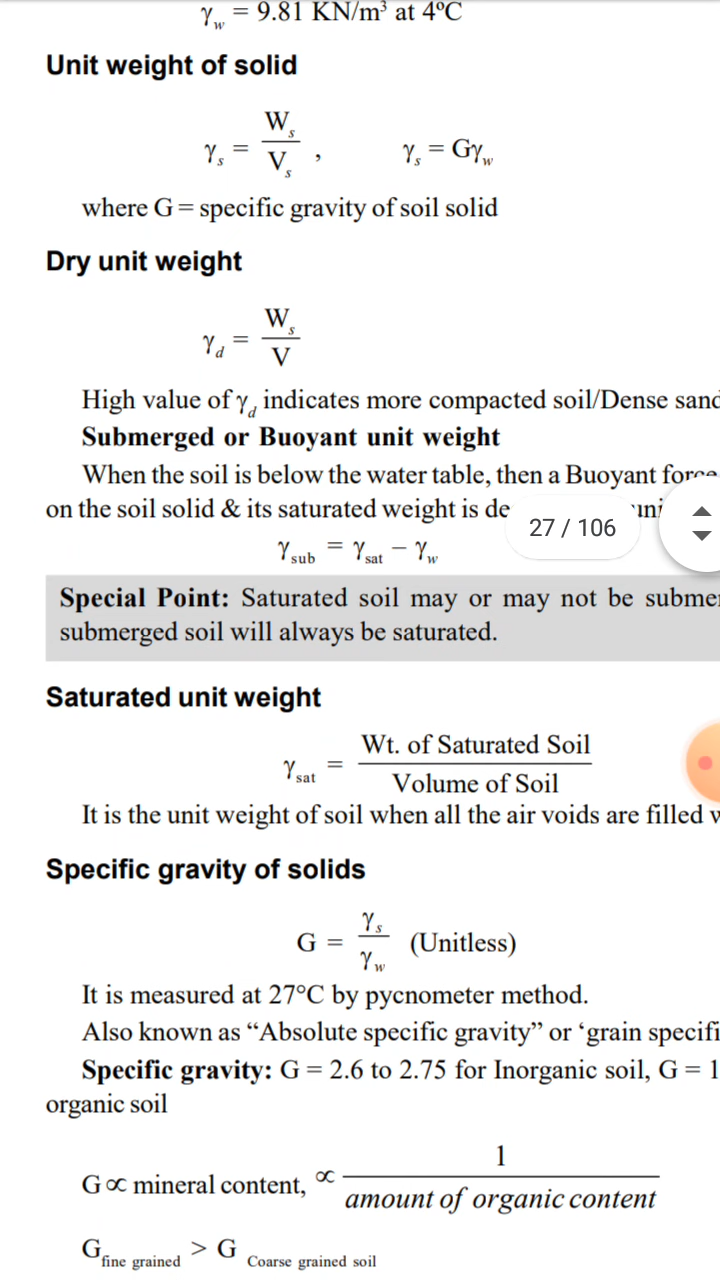 γw = 9.81 KN/m³ at 4ºC
Unit weight of solid
γs = Ws/Vs , γs = Gγw
where G = specific gravity of soil solid
Dry unit weight
γd = Ws/V
High value of γd indicates more compacted soil/Dense sand
Submerged or Buoyant unit weight
When the soil is below the water table, then a Buoyant force
on the soil solid & its saturated weight is
27 / 106
γsub = γsat − γw
Special Point: Saturated soil may or may not be
submerged soil will always be saturated.
Saturated unit weight
γsat = Wt. of Saturated Soil / Volume of Soil
It is the unit weight of soil when all the air voids are filled
Specific gravity of solids
G = γs/γw (Unitless)
It is measured at 27°C by pycnometer method.
Also known as “Absolute specific gravity” or ‘grain
Specific gravity: G = 2.6 to 2.75 for Inorganic soil, G = 1
organic soil
G ∝ mineral content, ∝ 1 / amount of organic content
G fine grained > G Coarse grained soil